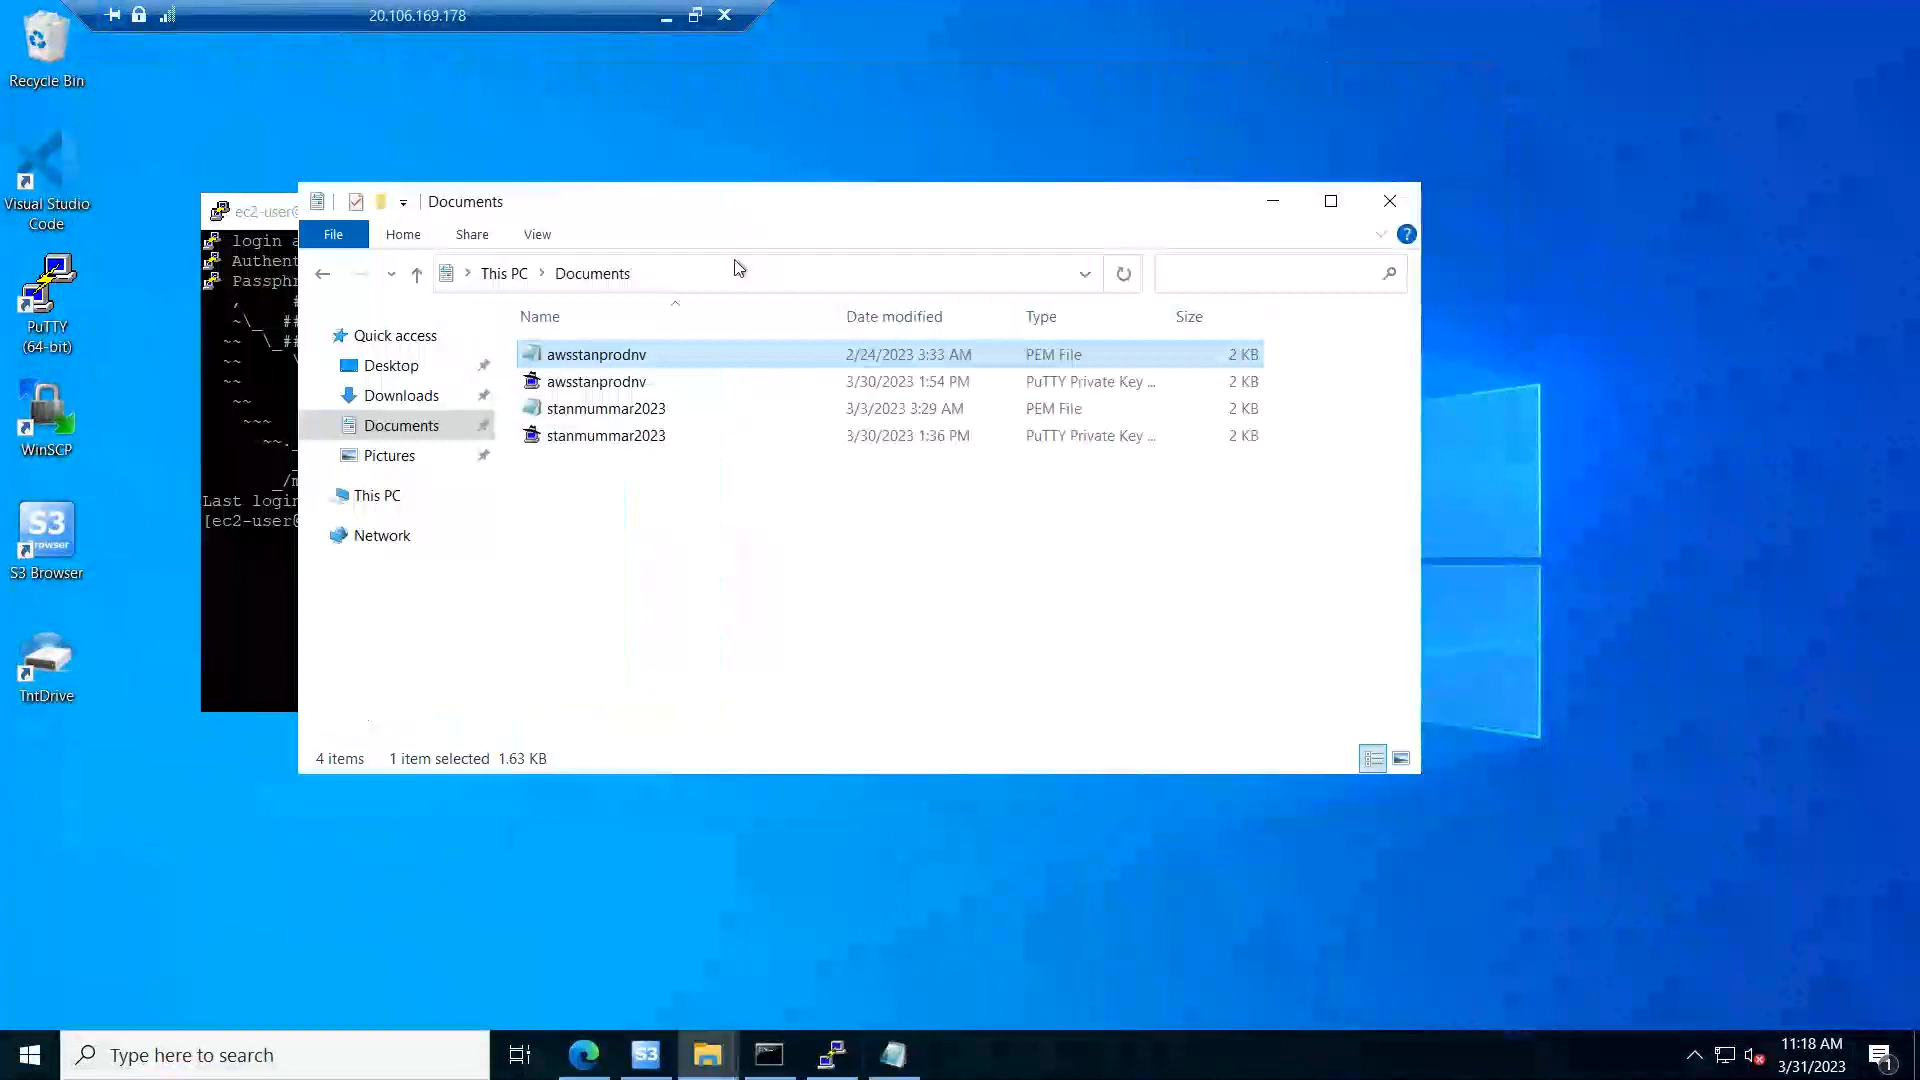 20.106.169.178
Recycle Bin
Visual Studio
Code
PuTTY
(64-bit)
WinSCP
S3
Browser
S3 Browser
TntDrive
ec2-user@
login a
Authent
Passphr
Last login
[ec2-user@
Documents
File Home Share View
This PC > Documents
Name Date modified Type Size
Quick access
Desktop
Downloads
Documents
Pictures
This PC
Network
awsstanprodnv 2/24/2023 3:33 AM PEM File 2 KB
awsstanprodnv 3/30/2023 1:54 PM PuTTY Private Key ... 2 KB
stanmummar2023 3/3/2023 3:29 AM PEM File 2 KB
stanmummar2023 3/30/2023 1:36 PM PuTTY Private Key ... 2 KB
4 items 1 item selected 1.63 KB
Type here to search
S3
11:18 AM
3/31/2023
1